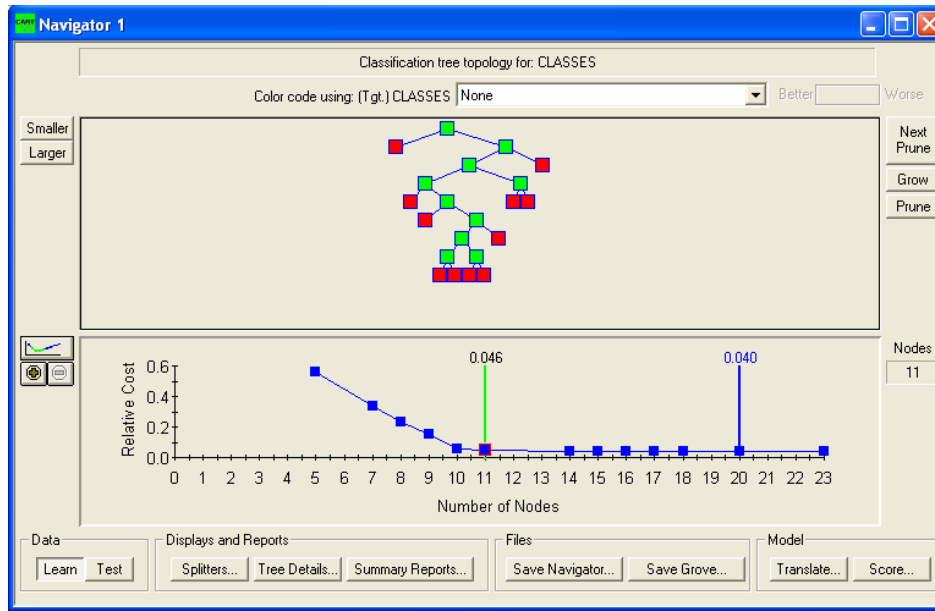 CART Navigator 1
Classification tree topology for: CLASSES
Color code using: (Tgt.) CLASSES None Better Worse
Smaller
Larger
Next
Prune
Grow
Prune
0.046 0.040
Nodes
11
Relative Cost
0.6
0.4
0.2
0.0
0 1 2 3 4 5 6 7 8 9 10 11 12 13 14 15 16 17 18 19 20 21 22 23
Number of Nodes
Data Displays and Reports Files Model
Learn Test Splitters... Tree Details... Summary Reports... Save Navigator... Save Grove... Translate... Score...